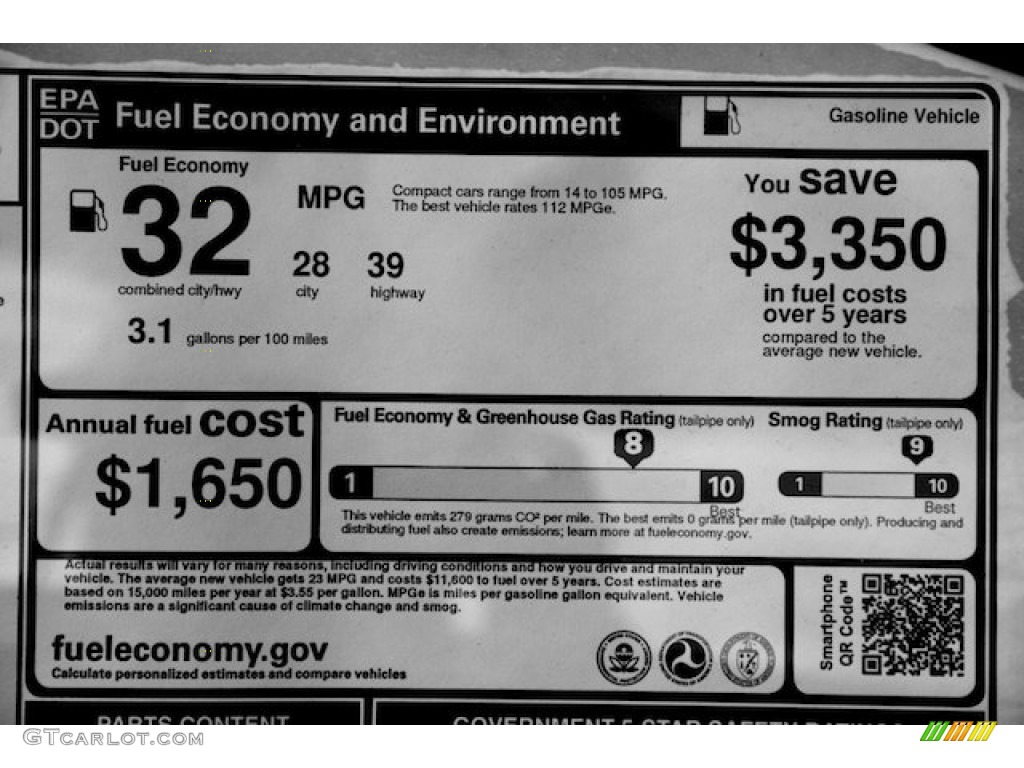 EPA
DOT
Fuel Economy and Environment
Gasoline Vehicle
Fuel Economy
32
MPG
Compact cars range from 14 to 105 MPG.
The best vehicle rates 112 MPGe.
28 39
combined city/hwy city highway
3.1 gallons per 100 miles
You save
$3,350
in fuel costs
over 5 years
compared to the
average new vehicle.
Annual fuel cost
$1,650
Fuel Economy & Greenhouse Gas Rating (tailpipe only)
8
1 10
Best
Smog Rating (tailpipe only)
9
1 10
Best
This vehicle emits 279 grams CO² per mile. The best emits 0 grams per mile (tailpipe only). Producing and
distributing fuel also create emissions; learn more at fueleconomy.gov.
Actual results will vary for many reasons, including driving conditions and how you drive and maintain your
vehicle. The average new vehicle gets 23 MPG and costs $11,600 to fuel over 5 years. Cost estimates are
based on 15,000 miles per year at $3.55 per gallon. MPGe is miles per gasoline gallon equivalent. Vehicle
emissions are a significant cause of climate change and smog.
fueleconomy.gov
Calculate personalized estimates and compare vehicles
Smartphone
QR Code™
PARTS CONTENT
GOVERNMENT 5-STAR SAFETY RATINGS
GTcarlot.com